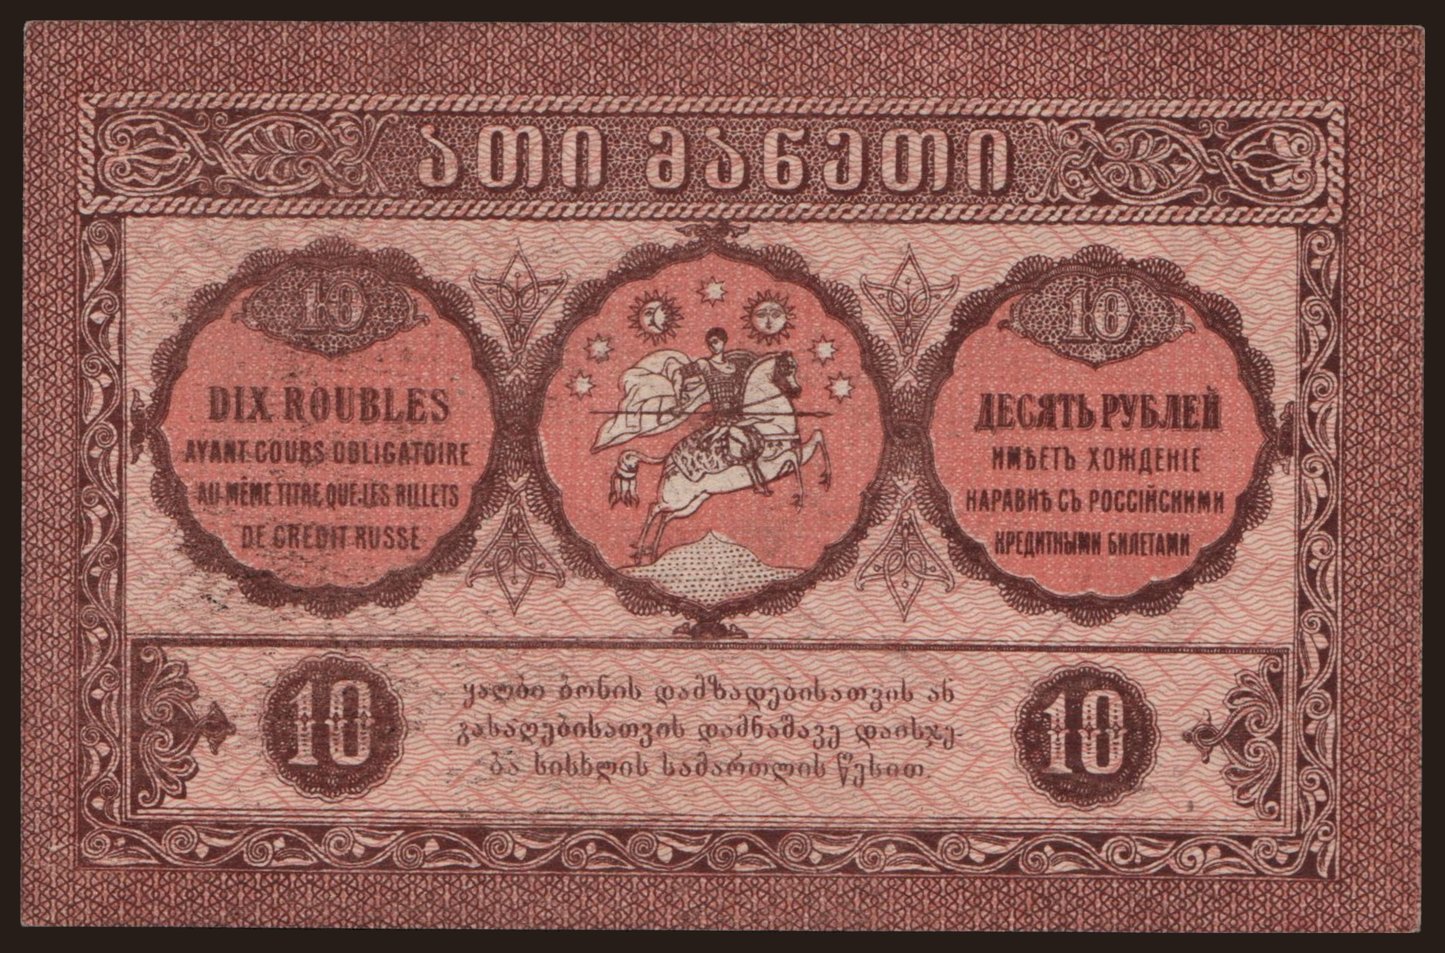 ათი მანეთი
10
DIX ROUBLES
AYANT COURS OBLIGATOIRE
AU MÊME TITRE QUE LES BILLETS
DE CRÉDIT RUSSE
10
ДЕСЯТЬ РУБЛЕЙ
ИМѢЕТЪ ХОЖДЕНІЕ
НАРАВНѢ СЪ РОССІЙСКИМИ
КРЕДИТНЫМИ БИЛЕТАМИ
10
ყალბი ბონის დამზადებისათვის ან
გასაღებისათვის დამნაშავე დაისჯე-
ბა სისხლის სამართლის წესით.
10